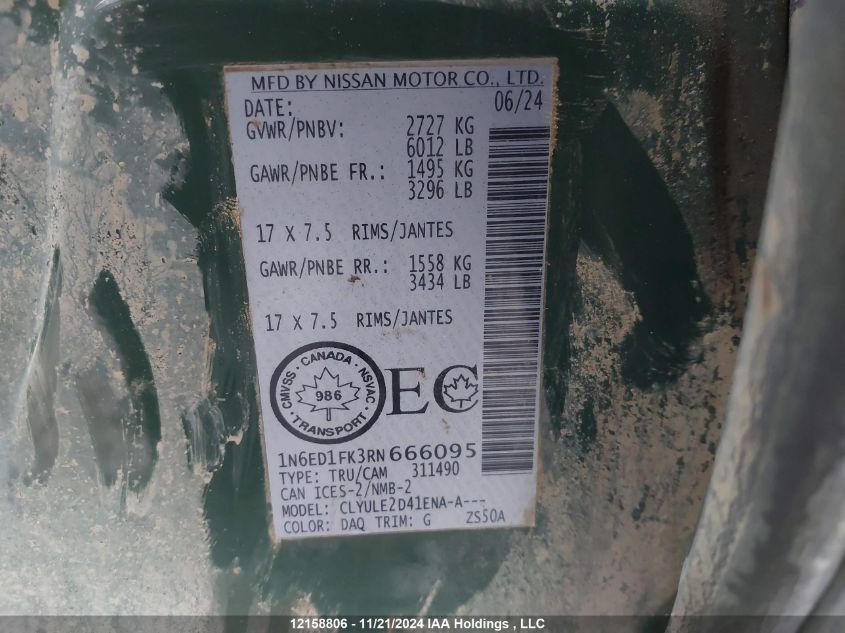 MFD BY NISSAN MOTOR CO., LTD.
DATE: 06/24
GVWR/PNBV: 2727 KG
6012 LB
GAWR/PNBE FR.: 1495 KG
3296 LB
17 X 7.5 RIMS/JANTES
GAWR/PNBE RR.: 1558 KG
3434 LB
17 X 7.5 RIMS/JANTES
CANADA
CMVSS · NSVAC
986
TRANSPORT
EC
1N6ED1FK3RN666095
TYPE: TRU/CAM 311490
CAN ICES-2/NMB-2
MODEL: CLYULE2D41ENA-A---
COLOR: DAQ TRIM: G ZS50A
12158806 - 11/21/2024 IAA Holdings , LLC